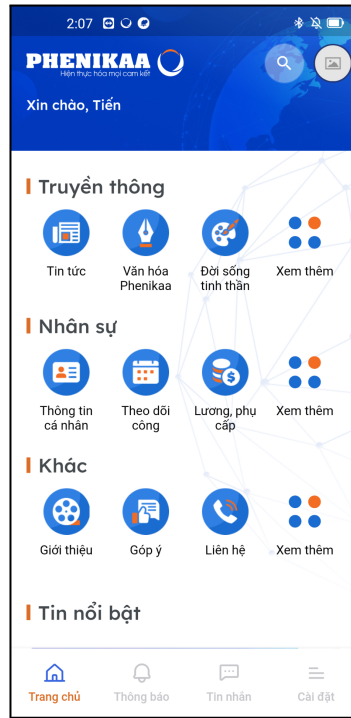 2:07
PHENIKAA
Hiện thực hóa mọi cam kết
Xin chào, Tiến
Truyền thông
Tin tức
Văn hóa
Phenikaa
Đời sống
tinh thần
Xem thêm
Nhân sự
Thông tin
cá nhân
Theo dõi
công
Lương, phụ
cấp
Xem thêm
Khác
Giới thiệu
Góp ý
Liên hệ
Xem thêm
Tin nổi bật
Trang chủ
Thông báo
Tin nhắn
Cài đặt